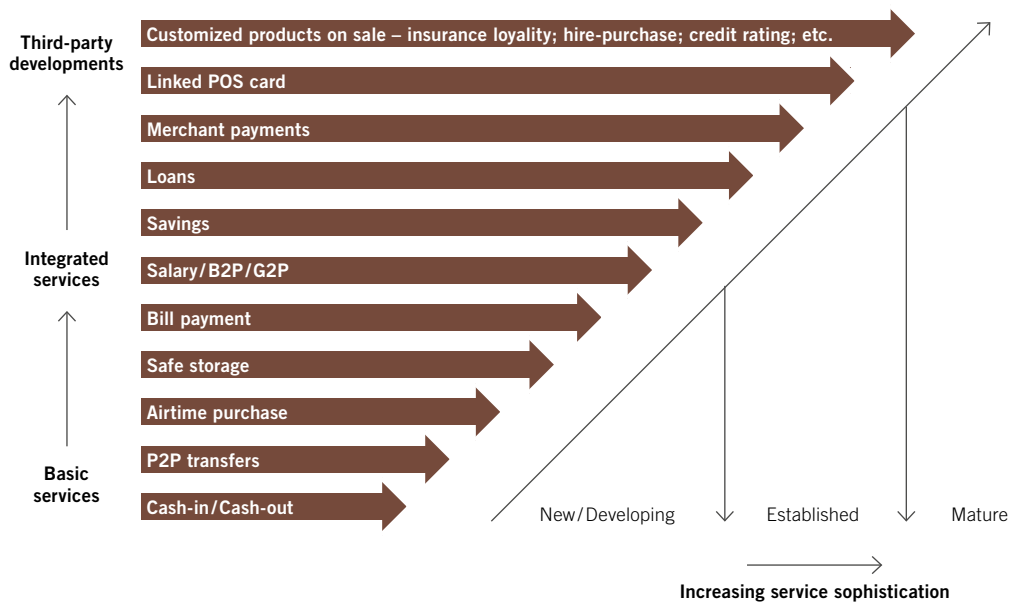 Third-party
developments
Customized products on sale – insurance loyality; hire-purchase; credit rating; etc.
Linked POS card
Merchant payments
Loans
Savings
Integrated
services
Salary/B2P/G2P
Bill payment
Safe storage
Airtime purchase
P2P transfers
Basic
services
Cash-in/Cash-out
New/Developing
Established
Mature
Increasing service sophistication